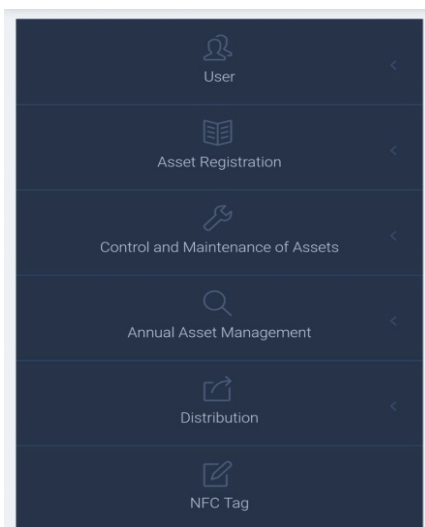 User
Asset Registration
Control and Maintenance of Assets
Annual Asset Management
Distribution
NFC Tag